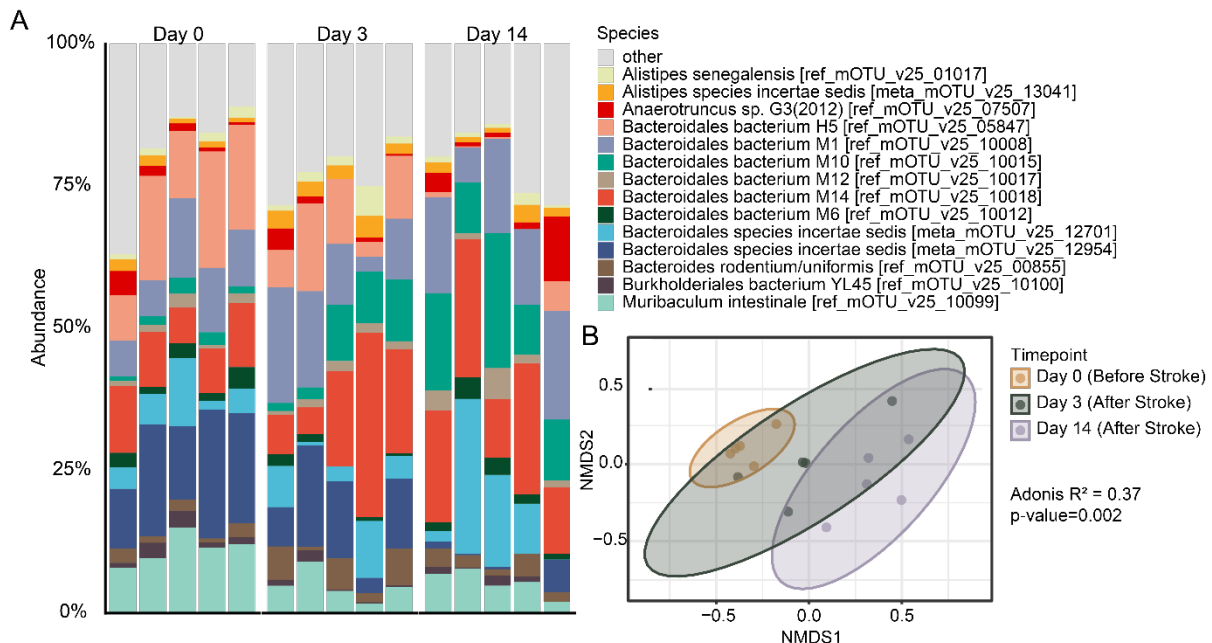 A
Day 0
Day 3
Day 14
100%
75%
50%
25%
0%
Abundance
Species
other
Alistipes senegalensis [ref_mOTU_v25_01017]
Alistipes species incertae sedis [meta_mOTU_v25_13041]
Anaerotruncus sp. G3(2012) [ref_mOTU_v25_07507]
Bacteroidales bacterium H5 [ref_mOTU_v25_05847]
Bacteroidales bacterium M1 [ref_mOTU_v25_10008]
Bacteroidales bacterium M10 [ref_mOTU_v25_10015]
Bacteroidales bacterium M12 [ref_mOTU_v25_10017]
Bacteroidales bacterium M14 [ref_mOTU_v25_10018]
Bacteroidales bacterium M6 [ref_mOTU_v25_10012]
Bacteroidales species incertae sedis [meta_mOTU_v25_12701]
Bacteroidales species incertae sedis [meta_mOTU_v25_12954]
Bacteroides rodentium/uniformis [ref_mOTU_v25_00855]
Burkholderiales bacterium YL45 [ref_mOTU_v25_10100]
Muribaculum intestinale [ref_mOTU_v25_10099]
B
0.5
0.0
−0.5
NMDS2
−0.5
0.0
0.5
NMDS1
Timepoint
Day 0 (Before Stroke)
Day 3 (After Stroke)
Day 14 (After Stroke)
Adonis R² = 0.37
p-value=0.002